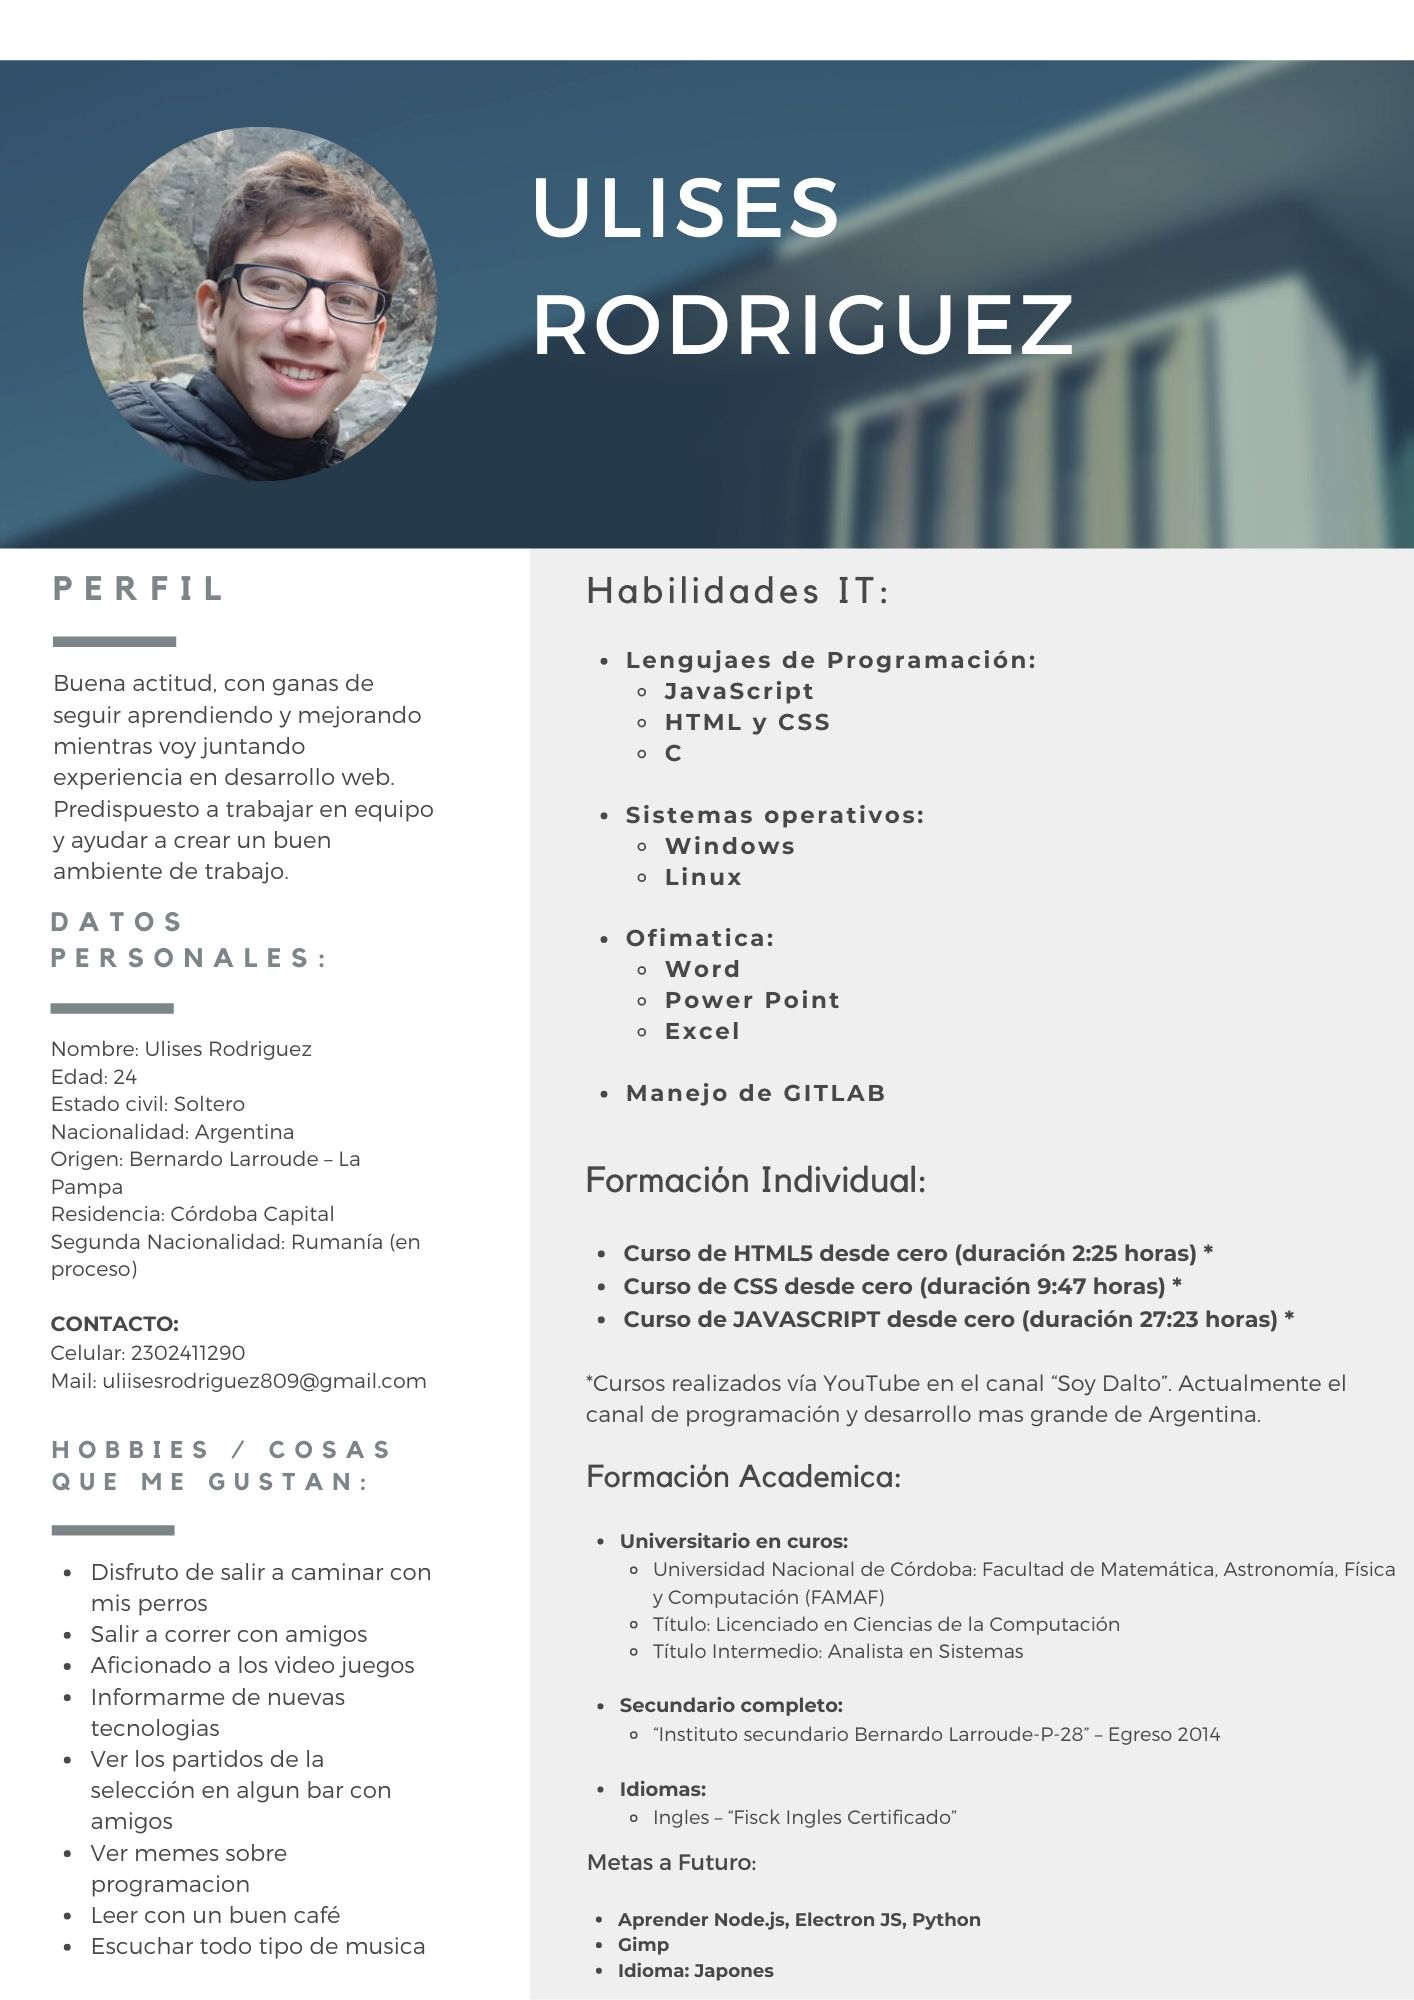 ULISES
RODRIGUEZ
PERFIL
Buena actitud, con ganas de
seguir aprendiendo y mejorando
mientras voy juntando
experiencia en desarrollo web.
Predispuesto a trabajar en equipo
y ayudar a crear un buen
ambiente de trabajo.
DATOS
PERSONALES:
Nombre: Ulises Rodriguez
Edad: 24
Estado civil: Soltero
Nacionalidad: Argentina
Origen: Bernardo Larroude – La
Pampa
Residencia: Córdoba Capital
Segunda Nacionalidad: Rumanía (en
proceso)
CONTACTO:
Celular: 2302411290
Mail: uliisesrodriguez809@gmail.com
HOBBIES / COSAS
QUE ME GUSTAN:
• Disfruto de salir a caminar con
mis perros
• Salir a correr con amigos
• Aficionado a los video juegos
• Informarme de nuevas
tecnologias
• Ver los partidos de la
selección en algun bar con
amigos
• Ver memes sobre
programacion
• Leer con un buen café
• Escuchar todo tipo de musica
Habilidades IT:
• Lengujaes de Programación:
◦ JavaScript
◦ HTML y CSS
◦ C
• Sistemas operativos:
◦ Windows
◦ Linux
• Ofimatica:
◦ Word
◦ Power Point
◦ Excel
• Manejo de GITLAB
Formación Individual:
• Curso de HTML5 desde cero (duración 2:25 horas) *
• Curso de CSS desde cero (duración 9:47 horas) *
• Curso de JAVASCRIPT desde cero (duración 27:23 horas) *
*Cursos realizados vía YouTube en el canal “Soy Dalto”. Actualmente el
canal de programación y desarrollo mas grande de Argentina.
Formación Academica:
• Universitario en curos:
◦ Universidad Nacional de Córdoba: Facultad de Matemática, Astronomía, Física
y Computación (FAMAF)
◦ Título: Licenciado en Ciencias de la Computación
◦ Título Intermedio: Analista en Sistemas
• Secundario completo:
◦ “Instituto secundario Bernardo Larroude-P-28” – Egreso 2014
• Idiomas:
◦ Ingles – “Fisck Ingles Certificado”
Metas a Futuro:
• Aprender Node.js, Electron JS, Python
• Gimp
• Idioma: Japones